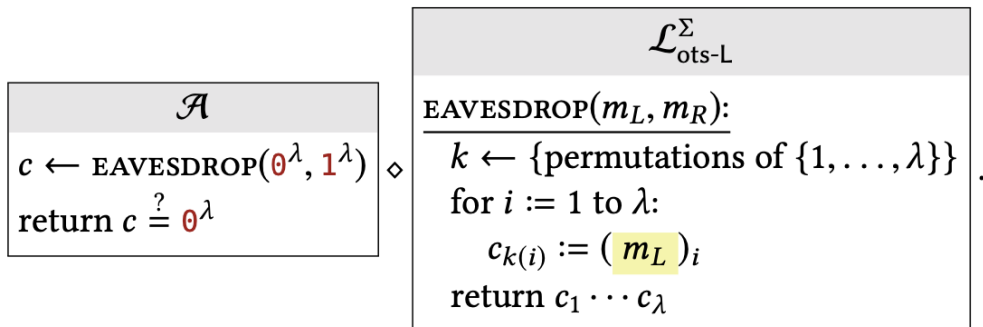 𝒜
c ← EAVESDROP(0^λ, 1^λ)
return c ≟ 0^λ
⋄
ℒ^Σ_ots-L
EAVESDROP(m_L, m_R):
k ← {permutations of {1, . . . , λ}}
for i := 1 to λ:
c_k(i) := ( m_L )_i
return c_1 · · · c_λ
.